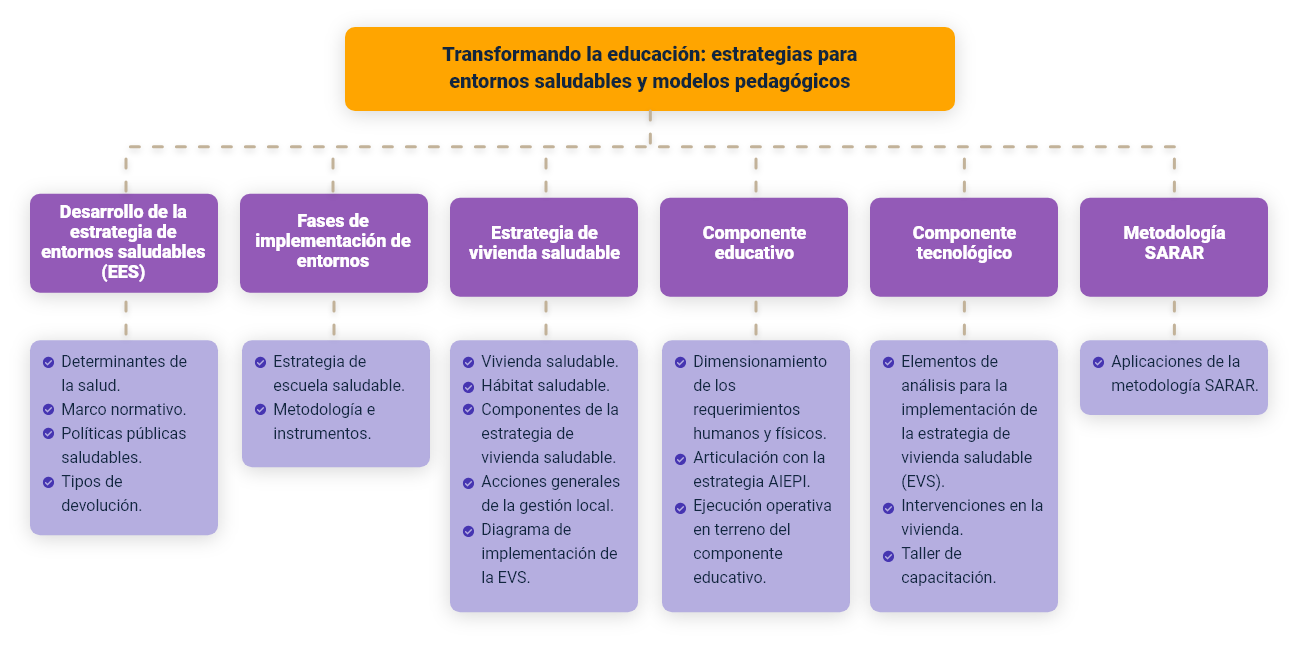 Transformando la educación: estrategias para
entornos saludables y modelos pedagógicos
Desarrollo de la
estrategia de
entornos saludables
(EES)
Determinantes de
la salud.
Marco normativo.
Políticas públicas
saludables.
Tipos de
devolución.
Fases de
implementación de
entornos
Estrategia de
escuela saludable.
Metodología e
instrumentos.
Estrategia de
vivienda saludable
Vivienda saludable.
Hábitat saludable.
Componentes de la
estrategia de
vivienda saludable.
Acciones generales
de la gestión local.
Diagrama de
implementación de
la EVS.
Componente
educativo
Dimensionamiento
de los
requerimientos
humanos y físicos.
Articulación con la
estrategia AIEPI.
Ejecución operativa
en terreno del
componente
educativo.
Componente
tecnológico
Elementos de
análisis para la
implementación de
la estrategia de
vivienda saludable
(EVS).
Intervenciones en la
vivienda.
Taller de
capacitación.
Metodología
SARAR
Aplicaciones de la
metodología SARAR.